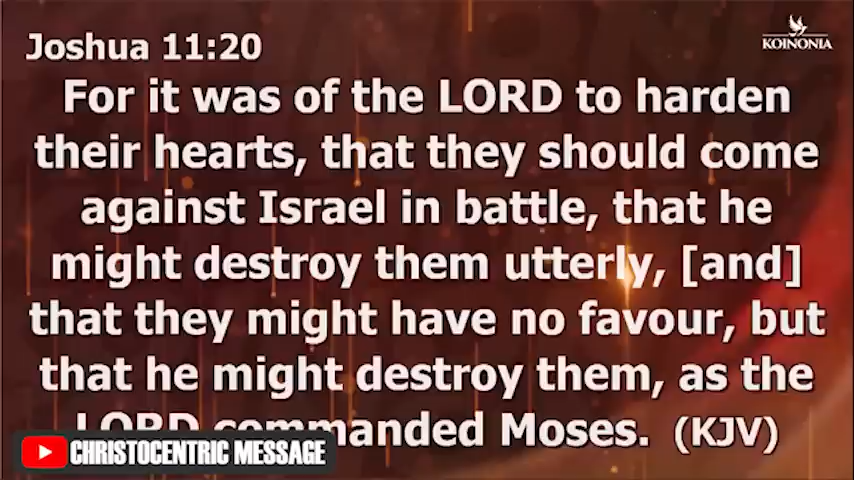 Joshua 11:20
KOINONIA
For it was of the LORD to harden
their hearts, that they should come
against Israel in battle, that he
might destroy them utterly, [and]
that they might have no favour, but
that he might destroy them, as the
LORD commanded Moses. (KJV)
CHRISTOCENTRIC MESSAGE